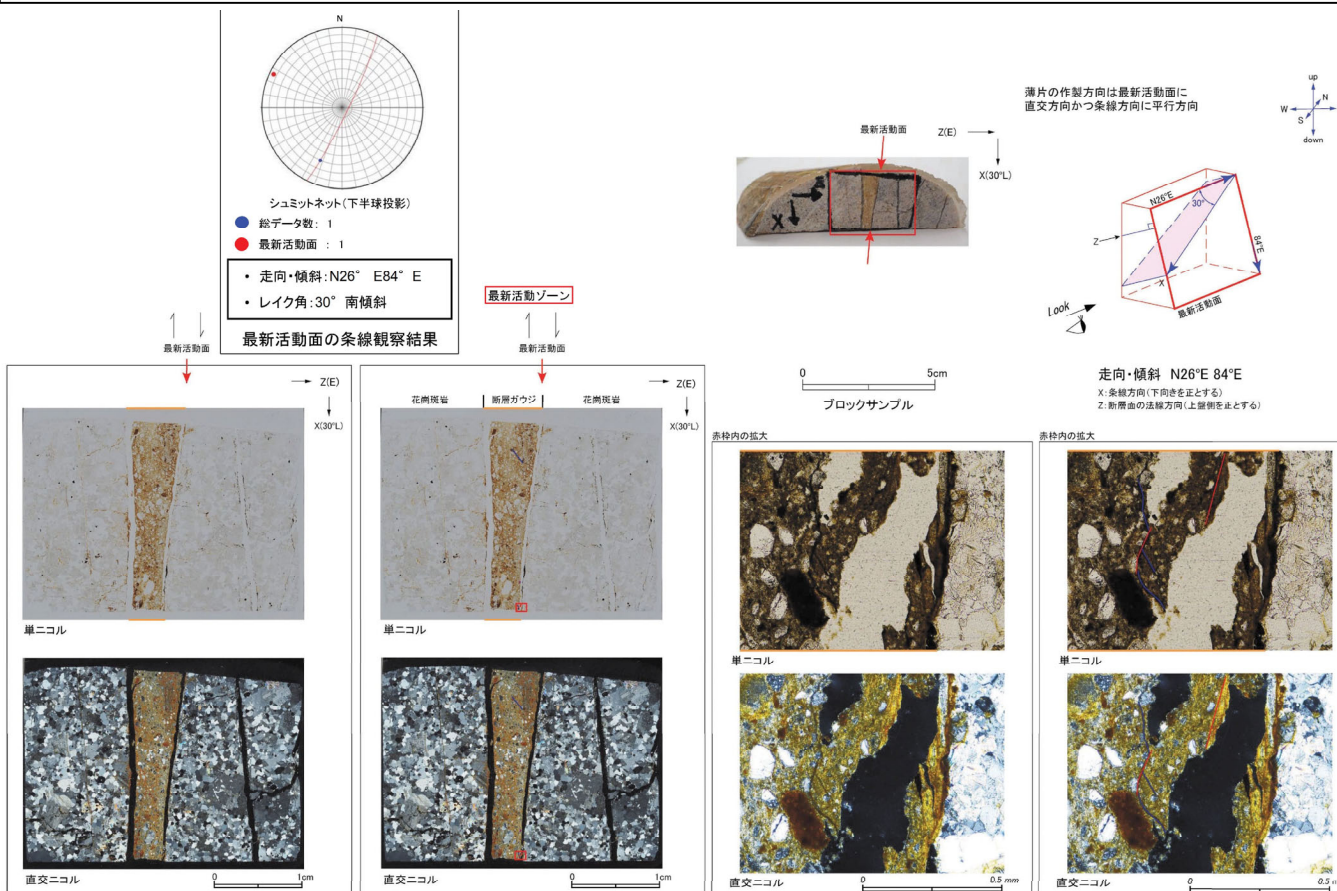 N
シュミットネット(下半球投影)
総データ数: 1
最新活動面 : 1
・ 走向・傾斜:N26° E84° E
・ レイク角:30° 南傾斜
最新活動面の条線観察結果
最新活動面
Z(E)
X(30°L)
単ニコル
直交ニコル
0 1cm
最新活動ゾーン
最新活動面
Z(E)
X(30°L)
花崗斑岩
断層ガウジ
花崗斑岩
単ニコル
直交ニコル
0 1cm
最新活動面
Z(E)
X(30°L)
X
0 5cm
ブロックサンプル
薄片の作製方向は最新活動面に
直交方向かつ条線方向に平行方向
up
W
N
S
down
N26°E
30°
Z
84°E
X
Look
最新活動面
走向・傾斜 N26°E 84°E
X:条線方向(下向きを正とする)
Z:断層面の法線方向(上盤側を正とする)
赤枠内の拡大
単ニコル
直交ニコル
0 0.5 mm
赤枠内の拡大
単ニコル
直交ニコル
0 0.5